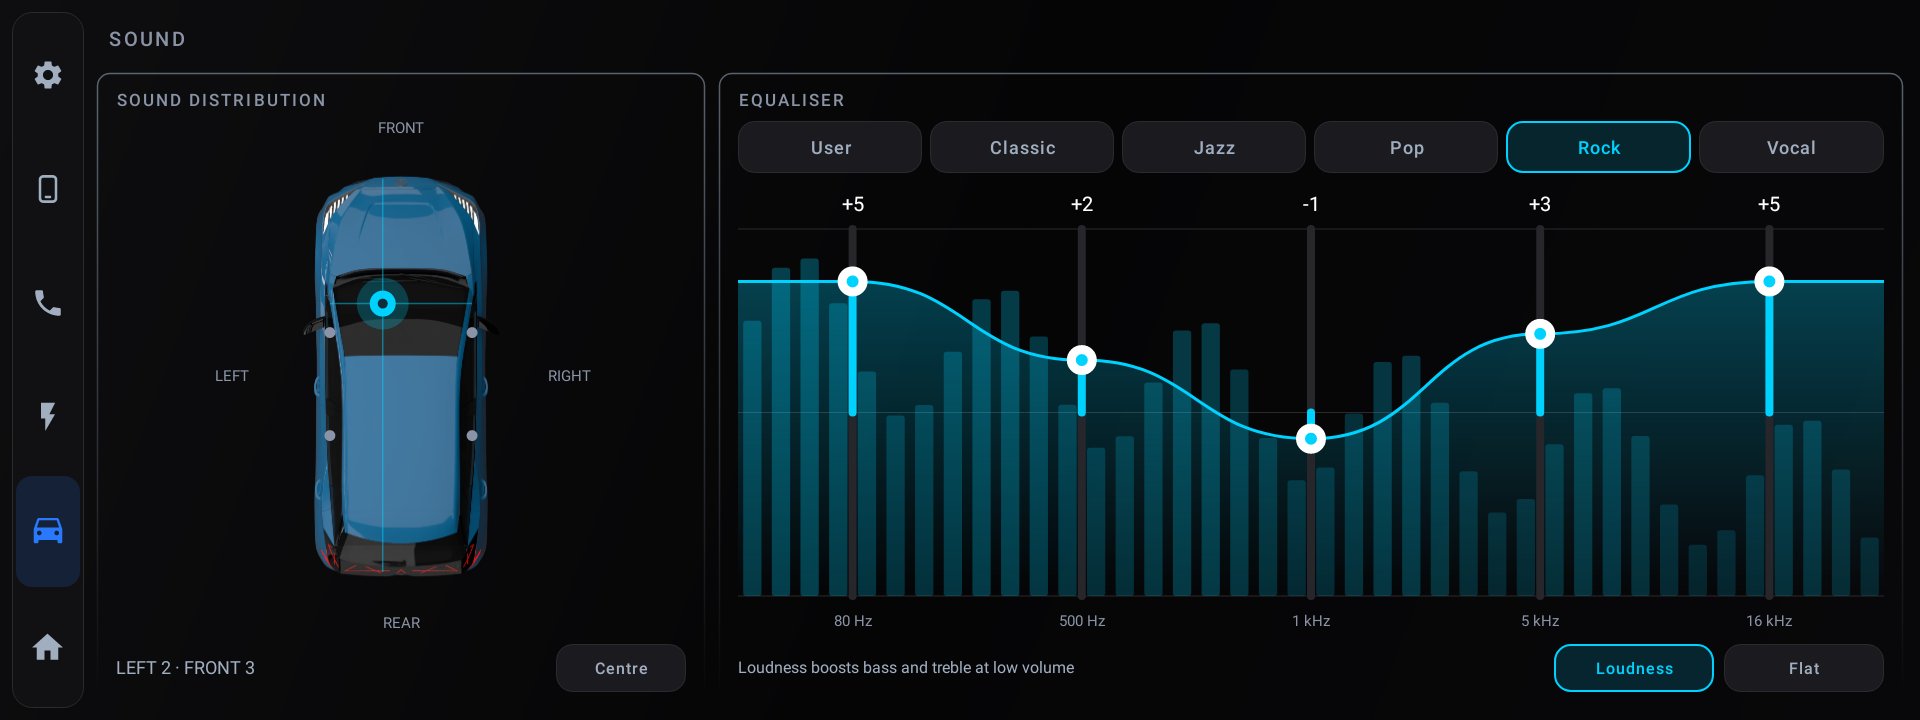 SOUND
SOUND DISTRIBUTION
FRONT
LEFT
RIGHT
REAR
LEFT 2 · FRONT 3
Centre
EQUALISER
User
Classic
Jazz
Pop
Rock
Vocal
+5
+2
-1
+3
+5
80 Hz
500 Hz
1 kHz
5 kHz
16 kHz
Loudness boosts bass and treble at low volume
Loudness
Flat